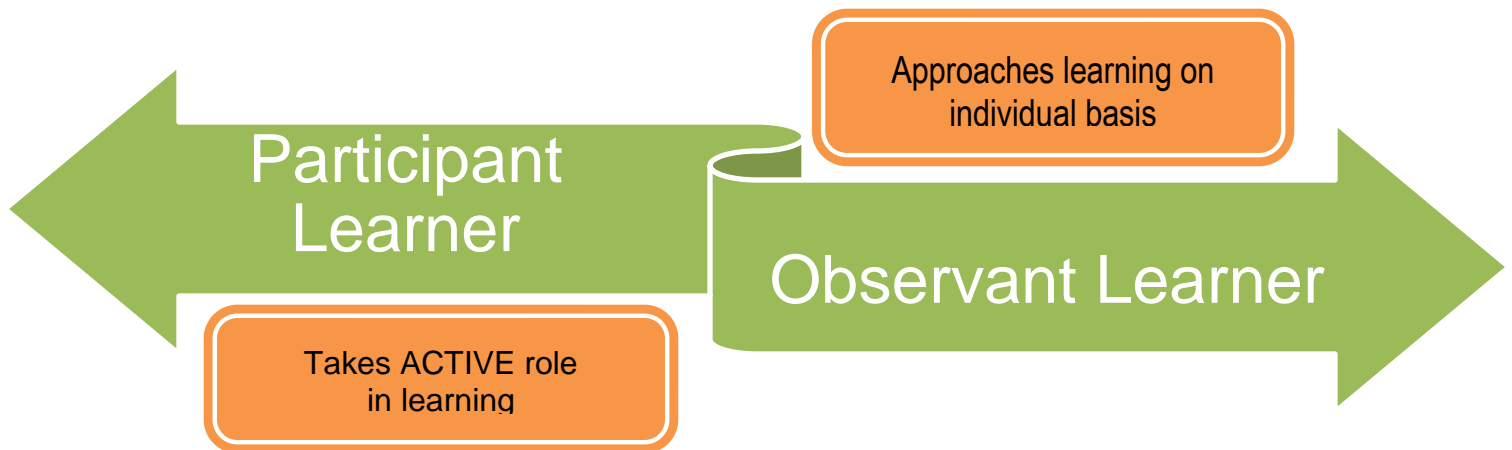 Approaches learning on
individual basis
Participant
Learner
Observant Learner
Takes ACTIVE role
in learning